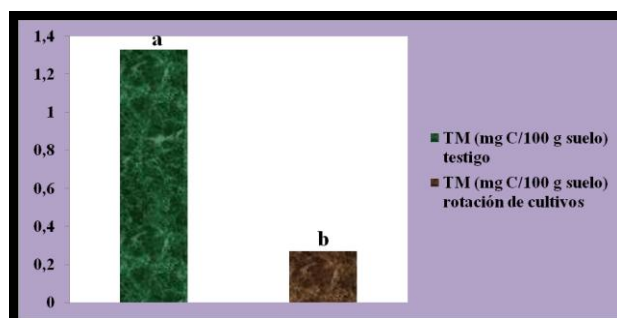 1,4
1,2
1
0,8
0,6
0,4
0,2
0
a
b
TM (mg C/100 g suelo)
testigo
TM (mg C/100 g suelo)
rotación de cultivos